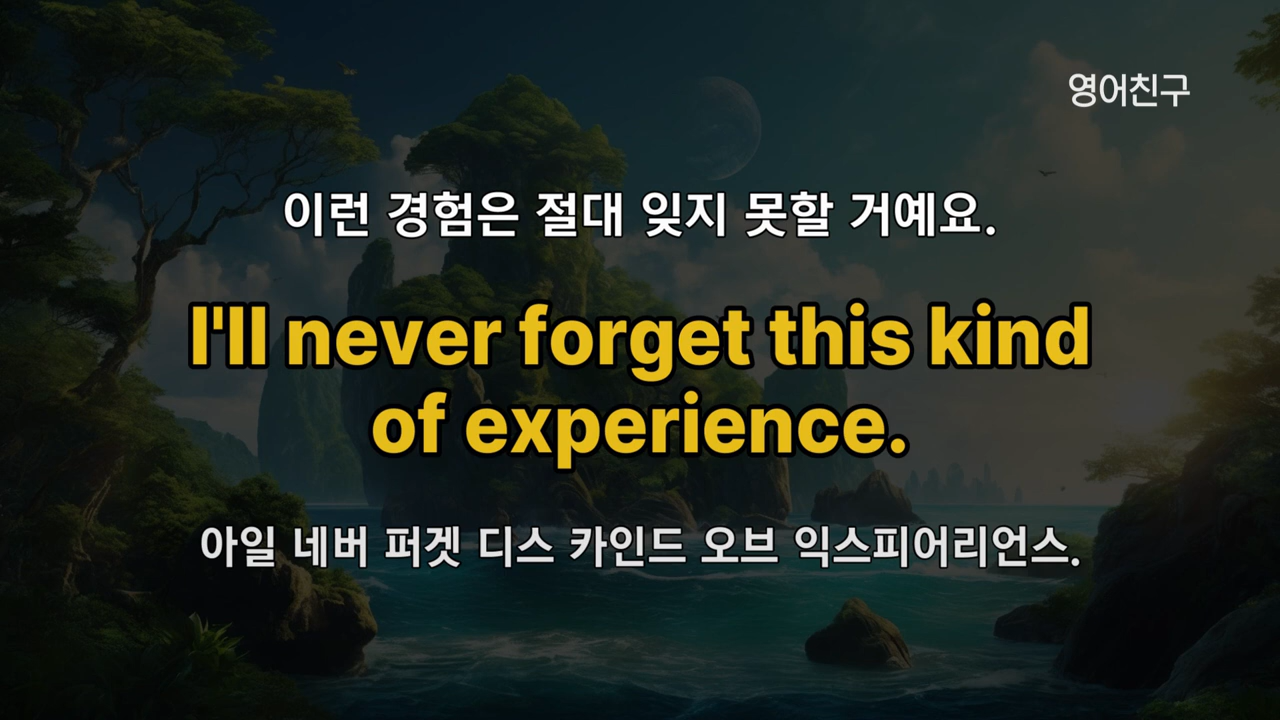 영어친구
이런 경험은 절대 잊지 못할 거예요.
I'll never forget this kind
of experience.
아일 네버 퍼겟 디스 카인드 오브 익스피어리언스.